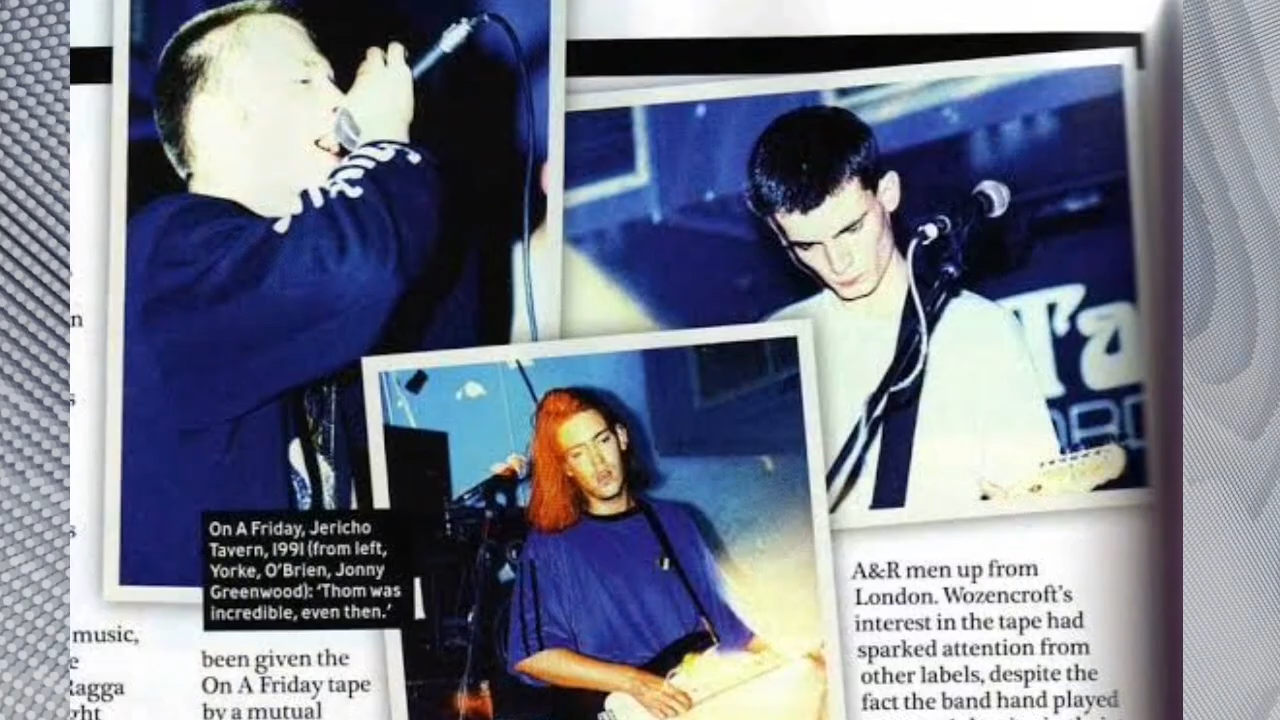 n
s
s
music,
e
Ragga
ght
On A Friday, Jericho
Tavern, 1991 (from left,
Yorke, O'Brien, Jonny
Greenwood): 'Thom was
incredible, even then.'
been given the
On A Friday tape
by a mutual
Ta
A&R men up from
London. Wozencroft's
interest in the tape had
sparked attention from
other labels, despite the
fact the band hand played